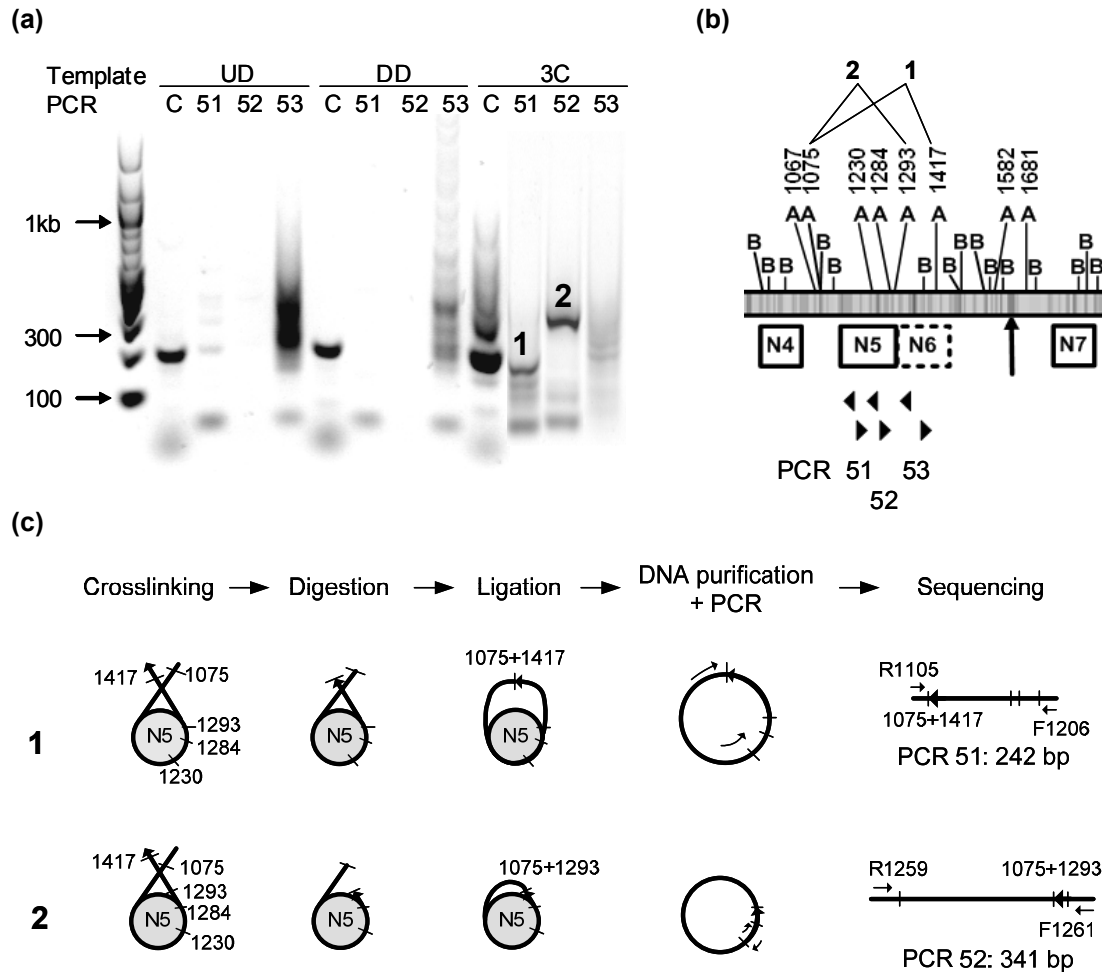 (a)
Template UD DD 3C
PCR C 51 52 53 C 51 52 53 C 51 52 53
1kb
300
100
1
2
(b)
2 1
1067
1075
1230
1284
1293
1417
1582
1681
A A A A A A A A
B B B B B B B B B B B B B B
N4 N5 N6 N7
PCR 51 53
52
(c)
Crosslinking Digestion Ligation DNA purification + PCR Sequencing
1
1417 1075
1293
1284
1230
N5
N5
1075+1417
N5
R1105
1075+1417
F1206
PCR 51: 242 bp
2
1417 1075
1293
1284
1230
N5
N5
1075+1293
N5
R1259
1075+1293
F1261
PCR 52: 341 bp